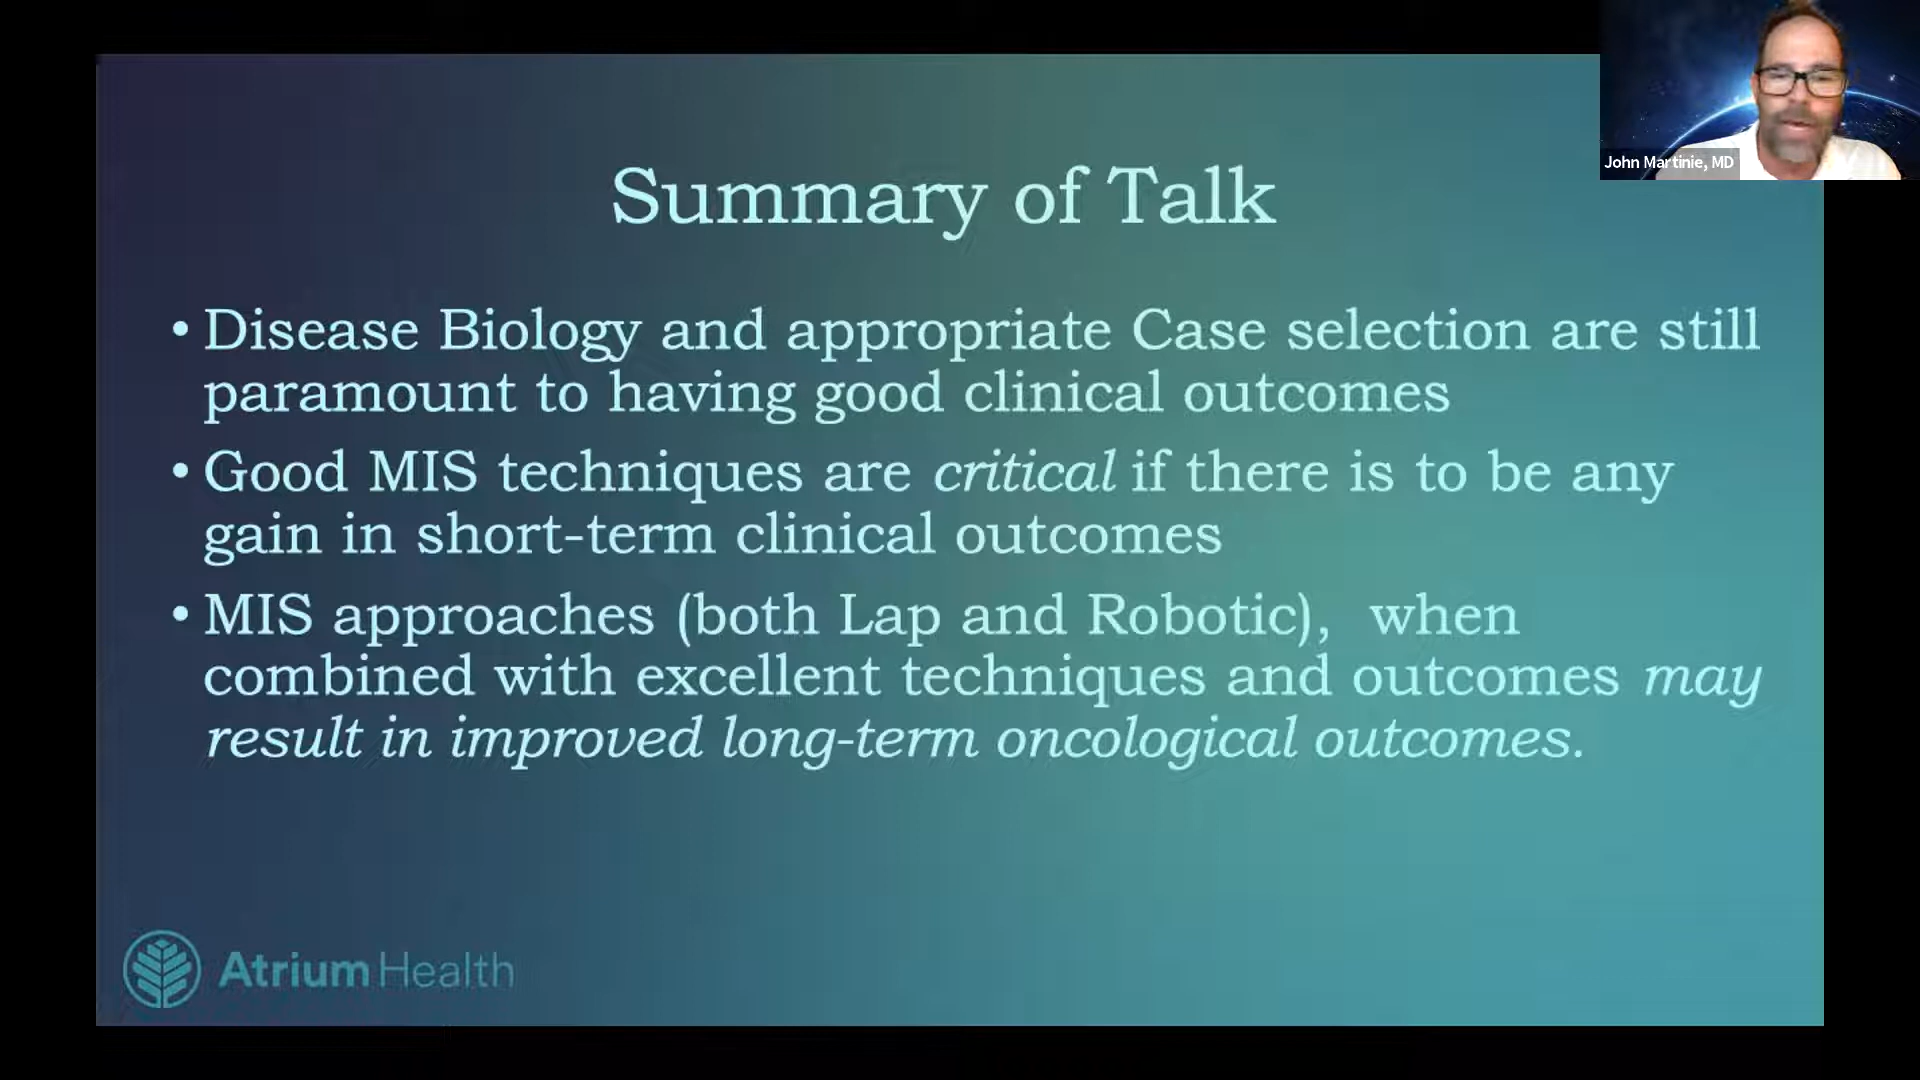 John Martinie, MD
Summary of Talk
• Disease Biology and appropriate Case selection are still
paramount to having good clinical outcomes
• Good MIS techniques are critical if there is to be any
gain in short-term clinical outcomes
• MIS approaches (both Lap and Robotic),  when
combined with excellent techniques and outcomes may
result in improved long-term oncological outcomes.
Atrium Health